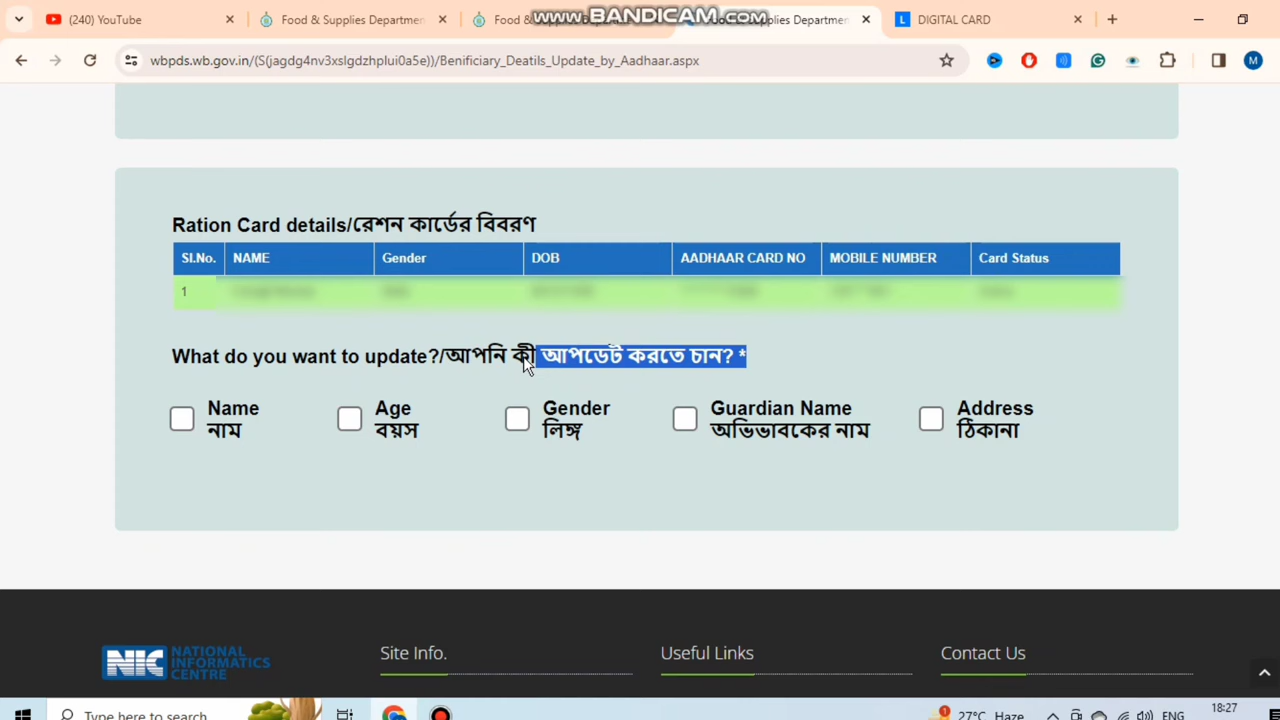 (240) YouTube
Food & Supplies Departmen
Food &
Supplies Departmen
DIGITAL CARD
www.BANDICAM.com
wbpds.wb.gov.in/(S(jagdg4nv3xslgdzhplui0a5e))/Benificiary_Deatils_Update_by_Aadhaar.aspx
M
Ration Card details/রেশন কার্ডের বিবরণ
Sl.No. NAME Gender DOB AADHAAR CARD NO MOBILE NUMBER Card Status
1
What do you want to update?/আপনি কী আপডেট করতে চান? *
Name Age Gender Guardian Name Address
নাম বয়স লিঙ্গ অভিভাবকের নাম ঠিকানা
NIC NATIONAL INFORMATICS CENTRE
Site Info. Useful Links Contact Us
Type here to search
27°C Haze
ENG
18:27